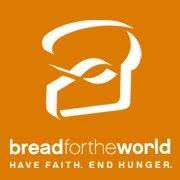 breadfortheworld
HAVE FAITH. END HUNGER.